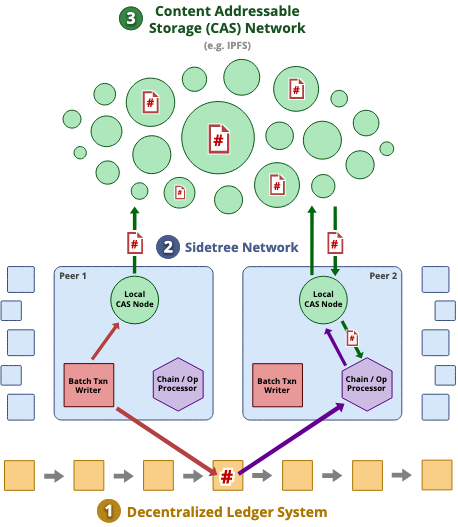 3 Content Addressable
Storage (CAS) Network
(e.g. IPFS)
#
#
#
#
#
#
#
2 Sidetree Network
Peer 1
Peer 2
Local
CAS Node
Local
CAS Node
#
Batch Txn
Writer
Chain / Op
Processor
Batch Txn
Writer
Chain / Op
Processor
#
1 Decentralized Ledger System